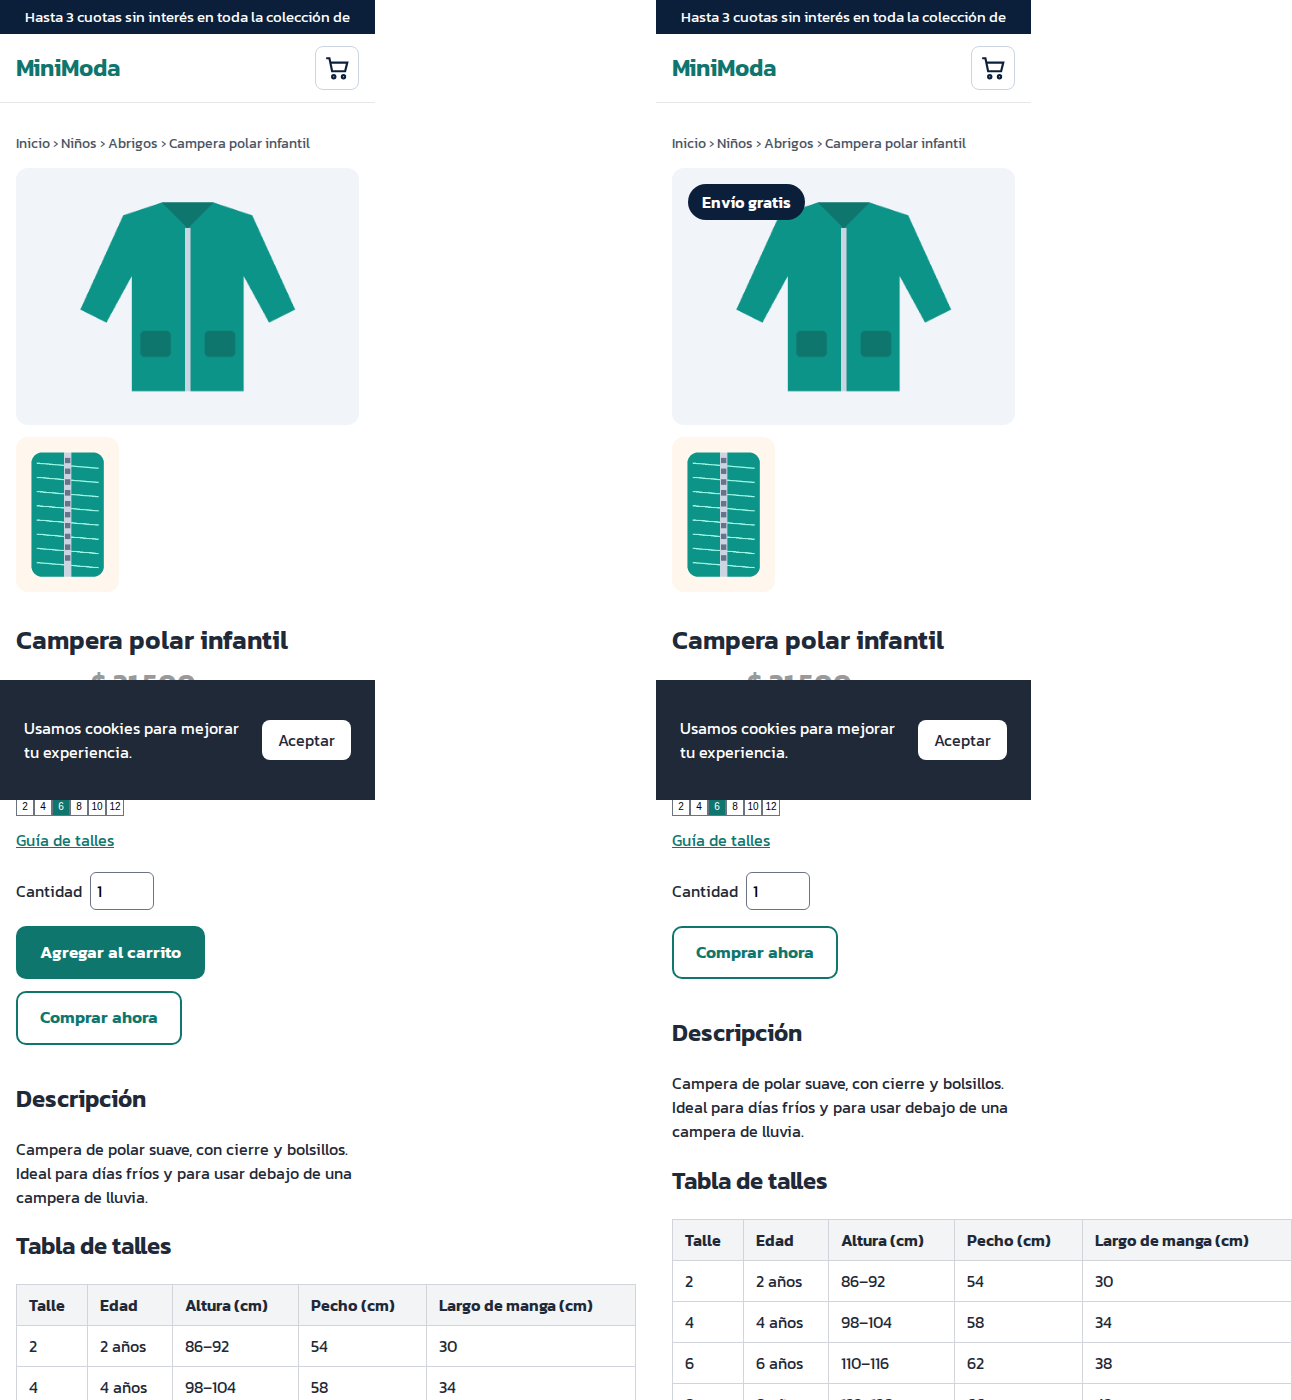 Hasta 3 cuotas sin interés en toda la colección de
MiniModa
Inicio › Niños › Abrigos › Campera polar infantil
Campera polar infantil
$ 31.500
Usamos cookies para mejorar
tu experiencia.
Aceptar
2 4 6 8 10 12
Guía de talles
Cantidad 1
Agregar al carrito
Comprar ahora
Descripción
Campera de polar suave, con cierre y bolsillos.
Ideal para días fríos y para usar debajo de una
campera de lluvia.
Tabla de talles
Talle Edad Altura (cm) Pecho (cm) Largo de manga (cm)
2 2 años 86–92 54 30
4 4 años 98–104 58 34
Hasta 3 cuotas sin interés en toda la colección de
MiniModa
Inicio › Niños › Abrigos › Campera polar infantil
Envío gratis
Campera polar infantil
Usamos cookies para mejorar
tu experiencia.
Aceptar
2 4 6 8 10 12
Guía de talles
Cantidad 1
Comprar ahora
Descripción
Campera de polar suave, con cierre y bolsillos.
Ideal para días fríos y para usar debajo de una
campera de lluvia.
Tabla de talles
Talle Edad Altura (cm) Pecho (cm) Largo de manga (cm)
2 2 años 86–92 54 30
4 4 años 98–104 58 34
6 6 años 110–116 62 38